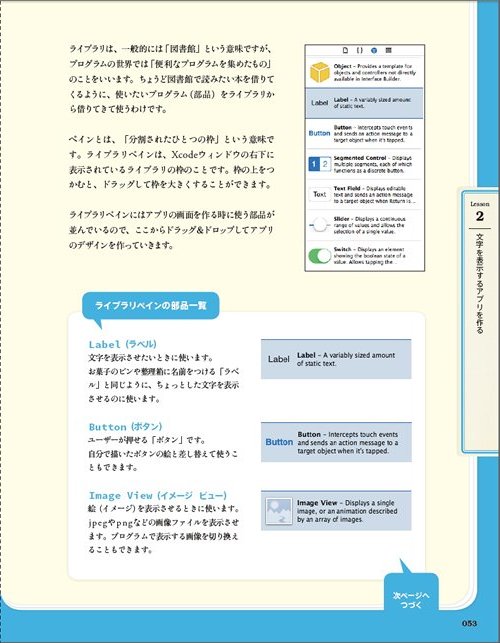 ライブラリは、一般的には「図書館」という意味ですが、
プログラムの世界では「便利なプログラムを集めたもの」
のことをいいます。ちょうど図書館で読みたい本を借りて
くるように、使いたいプログラム（部品）をライブラリか
ら借りてきて使うわけです。
ペインとは、「分割されたひとつの枠」という意味で
す。ライブラリペインは、Xcodeウィンドウの右下に
表示されているライブラリの枠のことです。枠の上をつ
かむと、ドラッグして枠を大きくすることができます。
ライブラリペインにはアプリの画面を作る時に使う部品が
並んでいるので、ここからドラッグ&ドロップしてアプリ
のデザインを作っていきます。
Object – Provides a template for
objects and controllers not directly
available in Interface Builder.
Label
Label – A variably sized amount
of static text.
Button
Button – Intercepts touch events
and sends an action message to a
target object when it's tapped.
1 2
Segmented Control – Displays
multiple segments, each of which
functions as a discrete button.
Text
Text Field – Displays editable
text and sends an action message
to a target object when Return is...
Slider – Displays a continuous
range of values and allows the
selection of a single value.
Switch – Displays an element
showing the boolean state of a
value. Allows tapping the...
Lesson
2
文字を表示するアプリを作る
ライブラリペインの部品一覧
Label（ラベル）
文字を表示させたいときに使います。
お菓子のビンや整理箱に名前をつける「ラベ
ル」と同じように、ちょっとした文字を表示
させるのに使います。
Label
Label – A variably sized amount
of static text.
Button（ボタン）
ユーザーが押せる「ボタン」です。
自分で描いたボタンの絵と差し替えて使うこ
ともできます。
Button
Button – Intercepts touch events
and sends an action message to a
target object when it's tapped.
Image View（イメージ ビュー）
絵（イメージ）を表示させるときに使います。
jpegやpngなどの画像ファイルを表示させ
ます。プログラムで表示する画像を切り換え
ることもできます。
Image View – Displays a single
image, or an animation described
by an array of images.
次ページへ
つづく
053